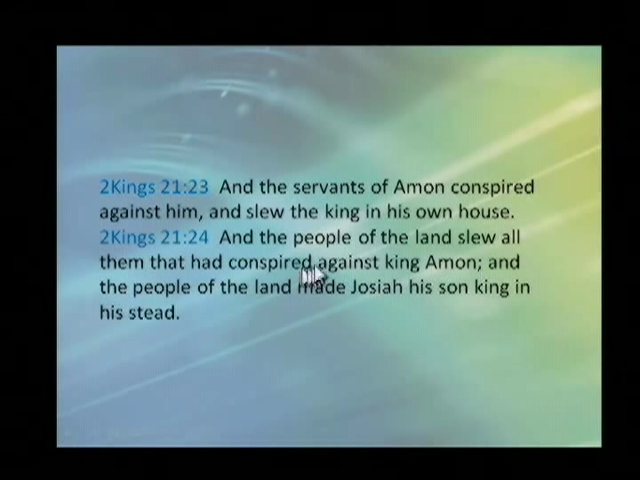 2Kings 21:23 And the servants of Amon conspired
against him, and slew the king in his own house.
2Kings 21:24 And the people of the land slew all
them that had conspired against king Amon; and
the people of the land made Josiah his son king in
his stead.